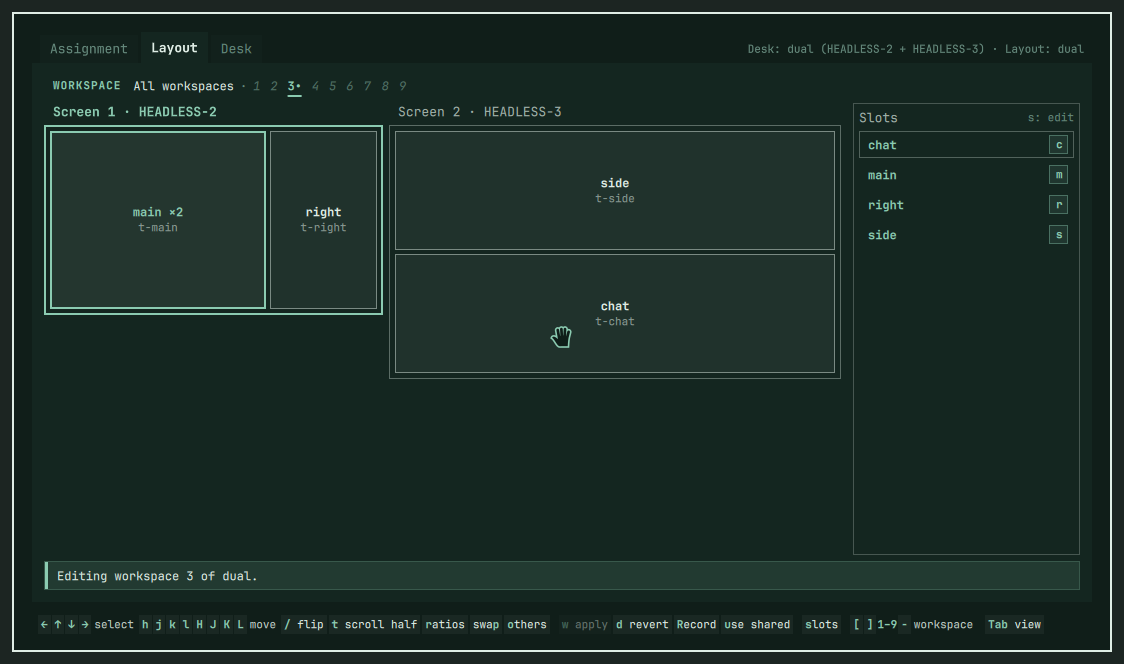 Assignment Layout Desk Desk: dual (HEADLESS-2 + HEADLESS-3) · Layout: dual
WORKSPACE All workspaces · 1 2 3• 4 5 6 7 8 9
Screen 1 · HEADLESS-2
main ×2
t-main
right
t-right
Screen 2 · HEADLESS-3
side
t-side
chat
t-chat
Slots s: edit
chat c
main m
right r
side s
Editing workspace 3 of dual.
← ↑ ↓ → select h j k l H J K L move / flip t scroll half ratios swap others w apply d revert Record use shared slots [ ] 1-9 - workspace Tab view